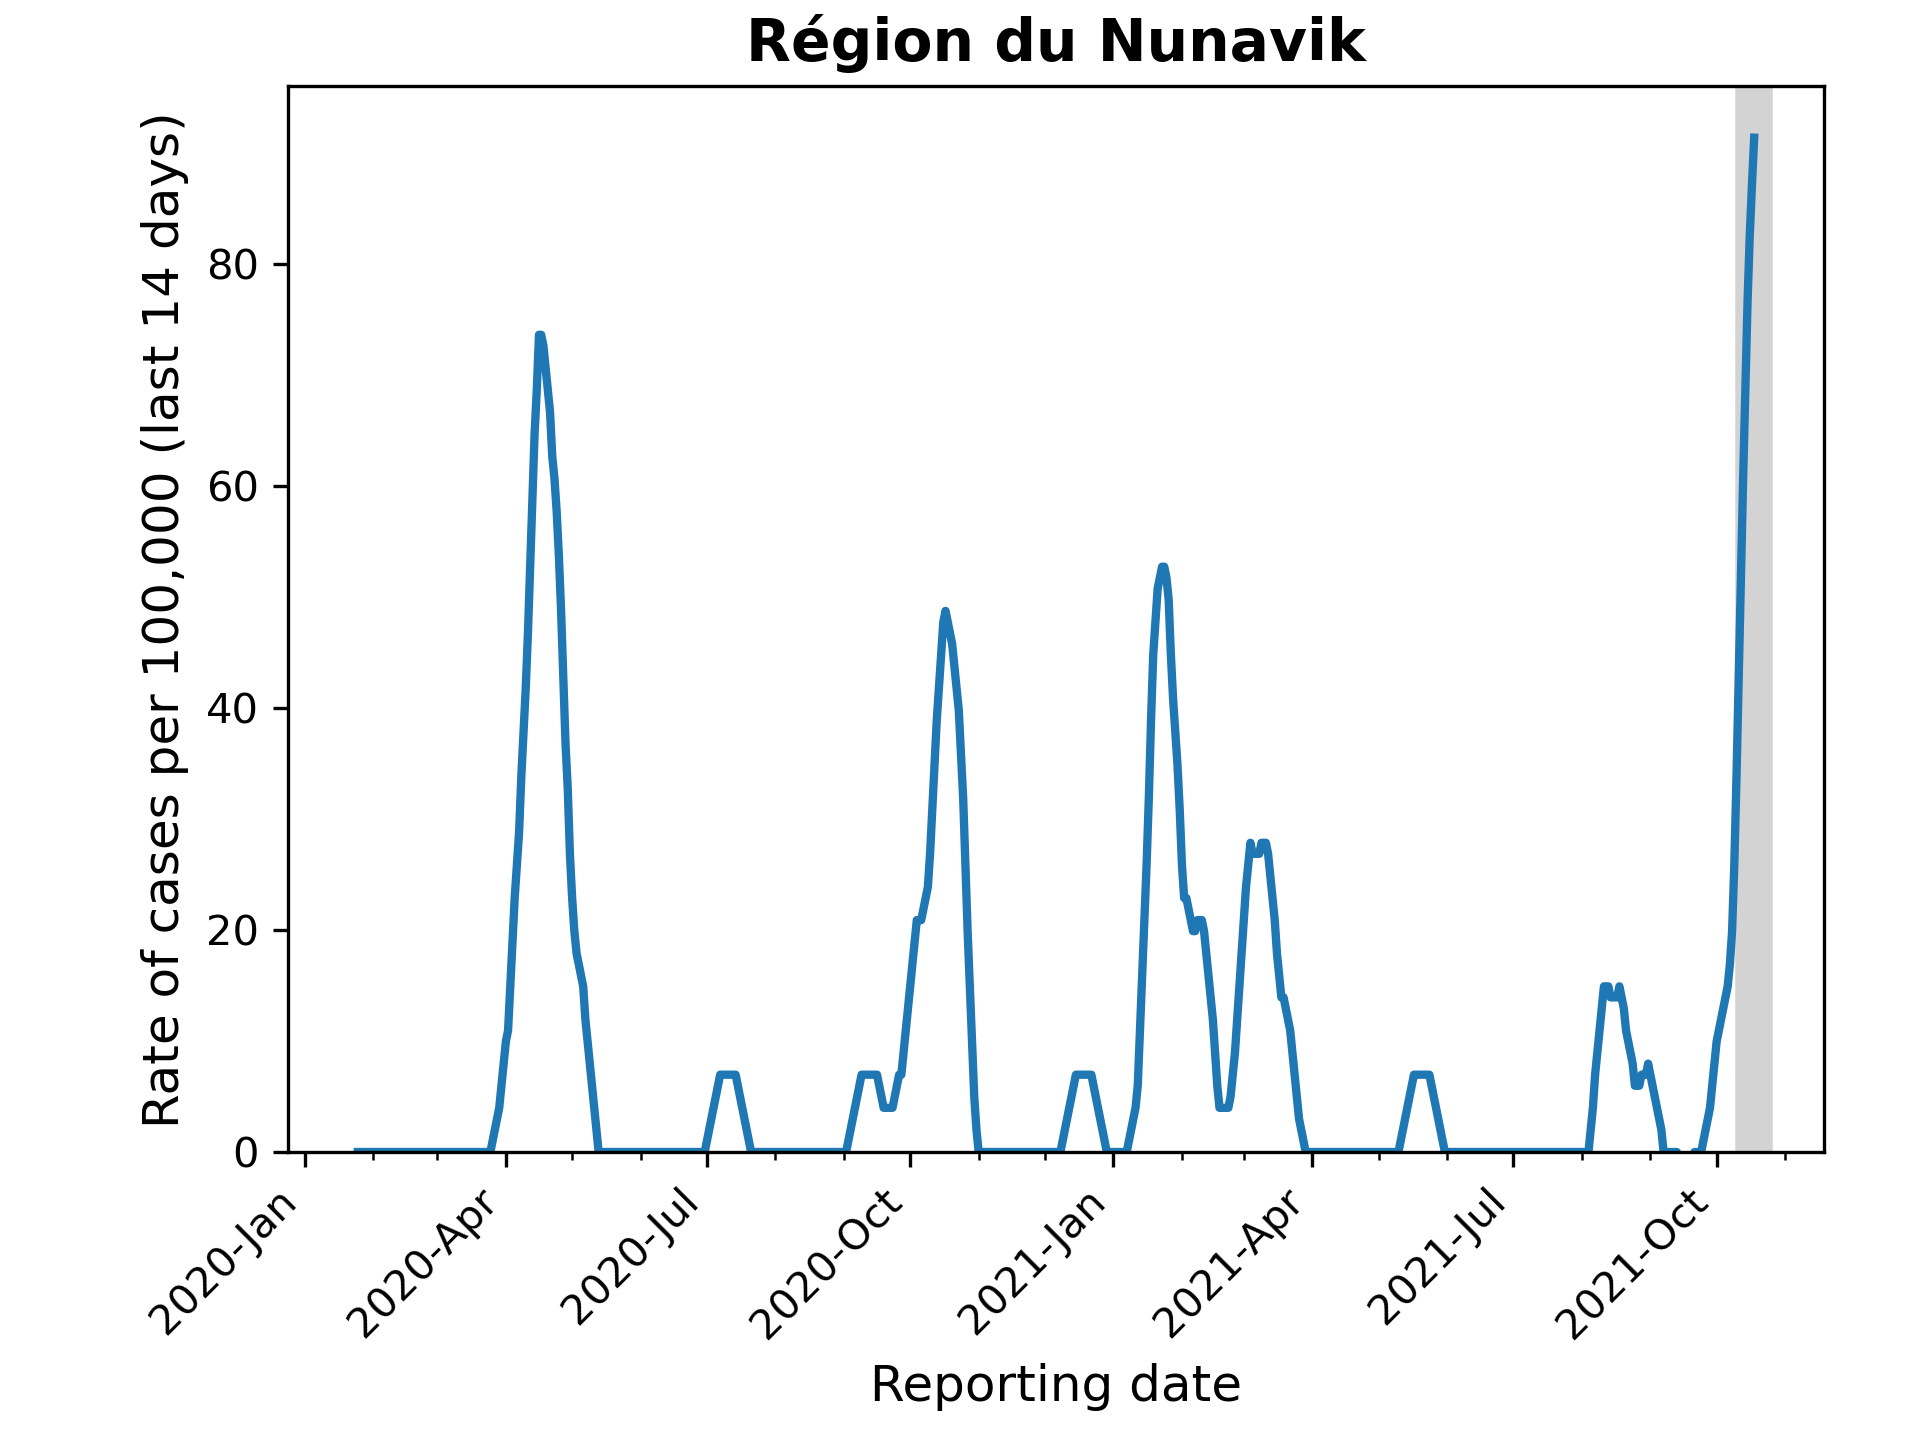 Région du Nunavik
Rate of cases per 100,000 (last 14 days)
80
60
40
20
0
2020-Jan
2020-Apr
2020-Jul
2020-Oct
2021-Jan
2021-Apr
2021-Jul
2021-Oct
Reporting date